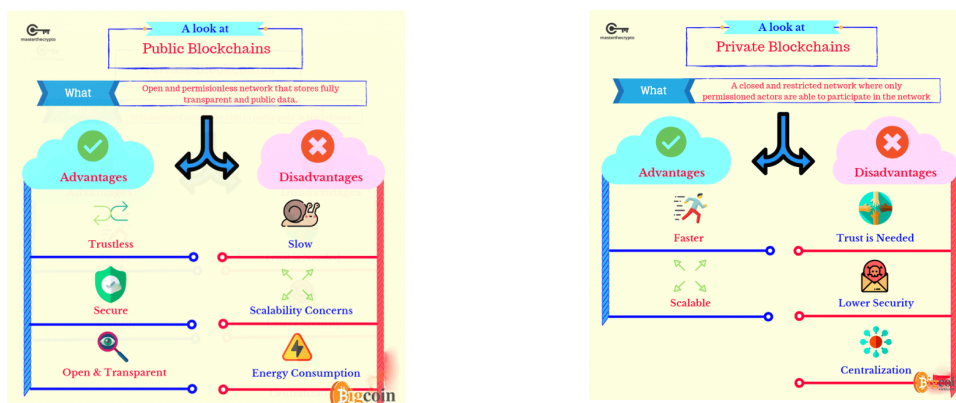 masterthecrypto
A look at
Public Blockchains
What
Open and permisionless network that stores fully
transparent and public data.
Advantages
Disadvantages
Trustless
Slow
Secure
Scalability Concerns
Open & Transparent
Energy Consumption
Bigcoin
masterthecrypto
A look at
Private Blockchains
What
A closed and restricted network where only
permissioned actors are able to participate in the network
Advantages
Disadvantages
Faster
Trust is Needed
Scalable
Lower Security
Centralization